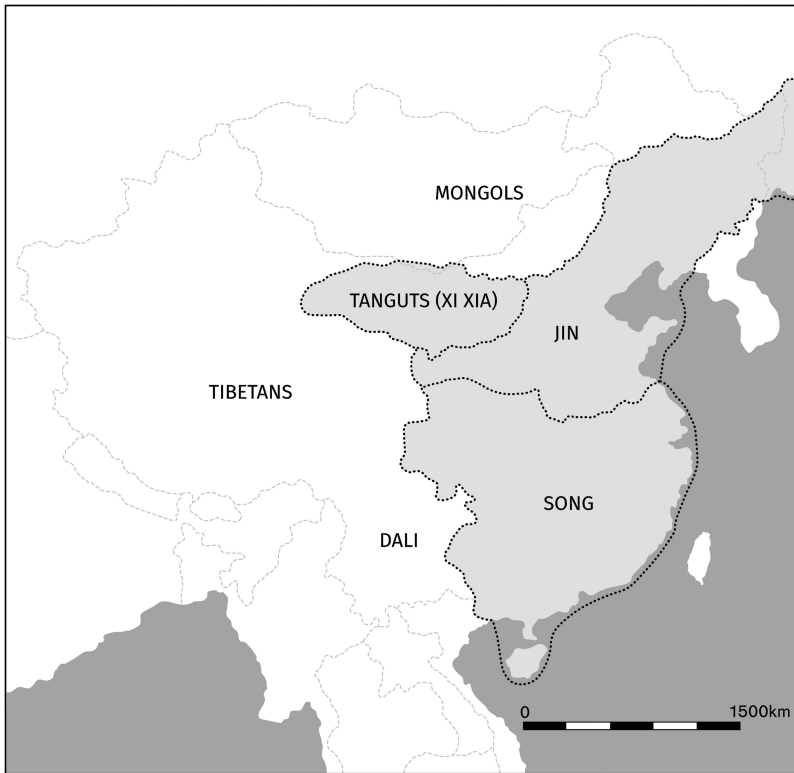 MONGOLS
TANGUTS (XI XIA)
JIN
TIBETANS
SONG
DALI
0 1500km